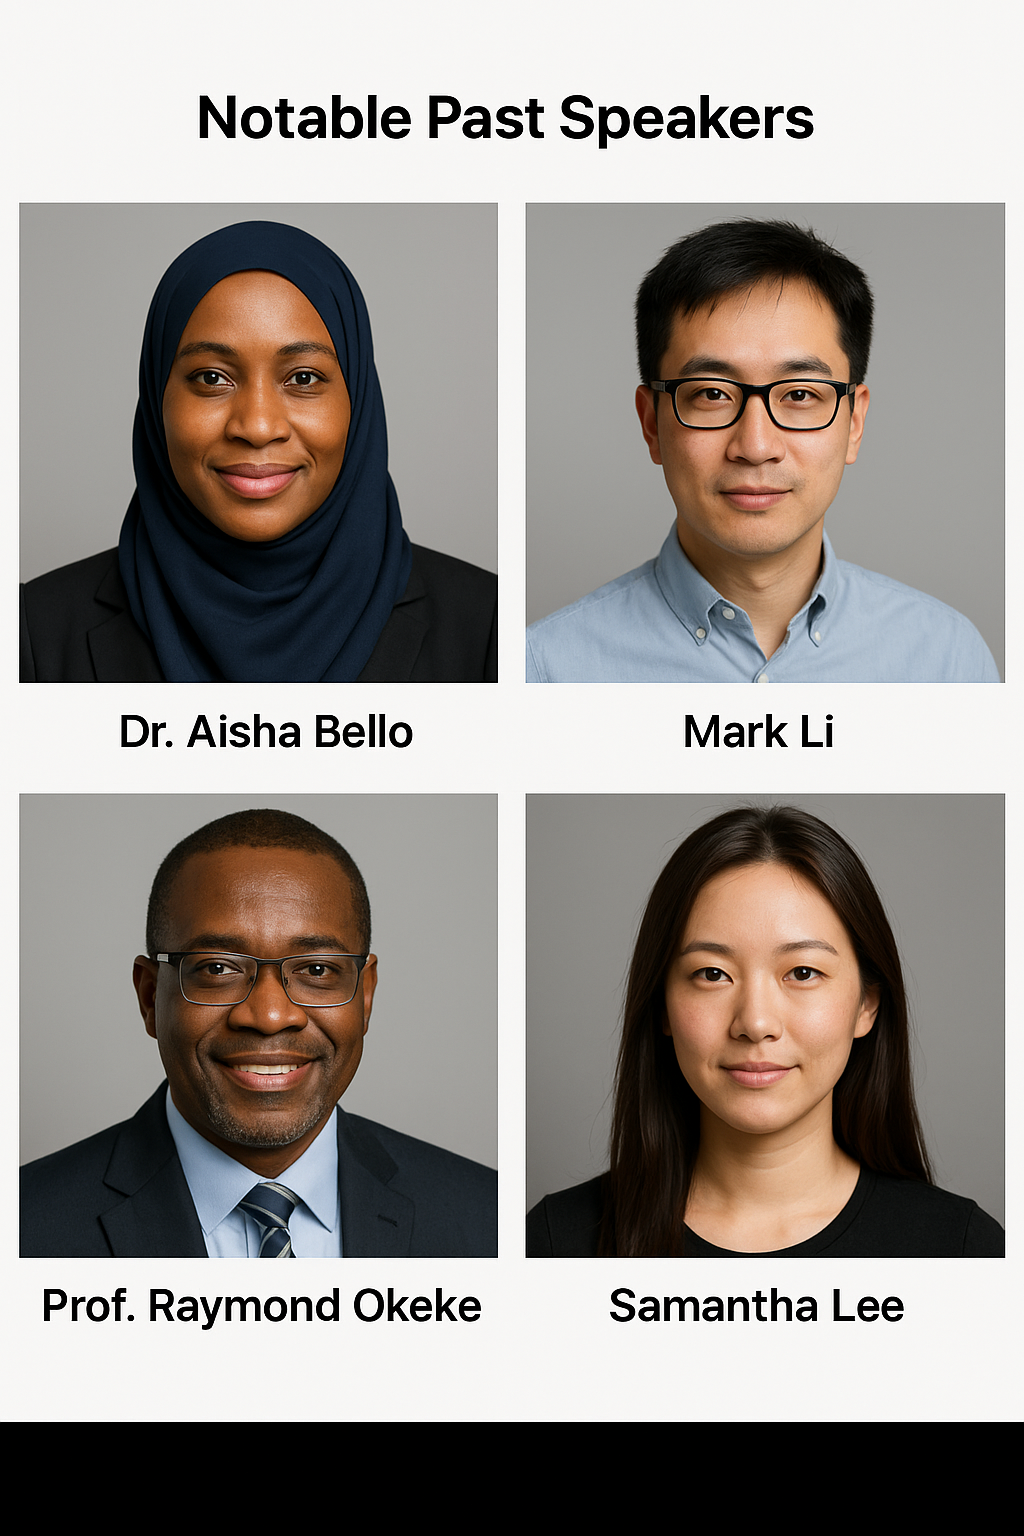 Notable Past Speakers
Dr. Aisha Bello
Mark Li
Prof. Raymond Okeke
Samantha Lee